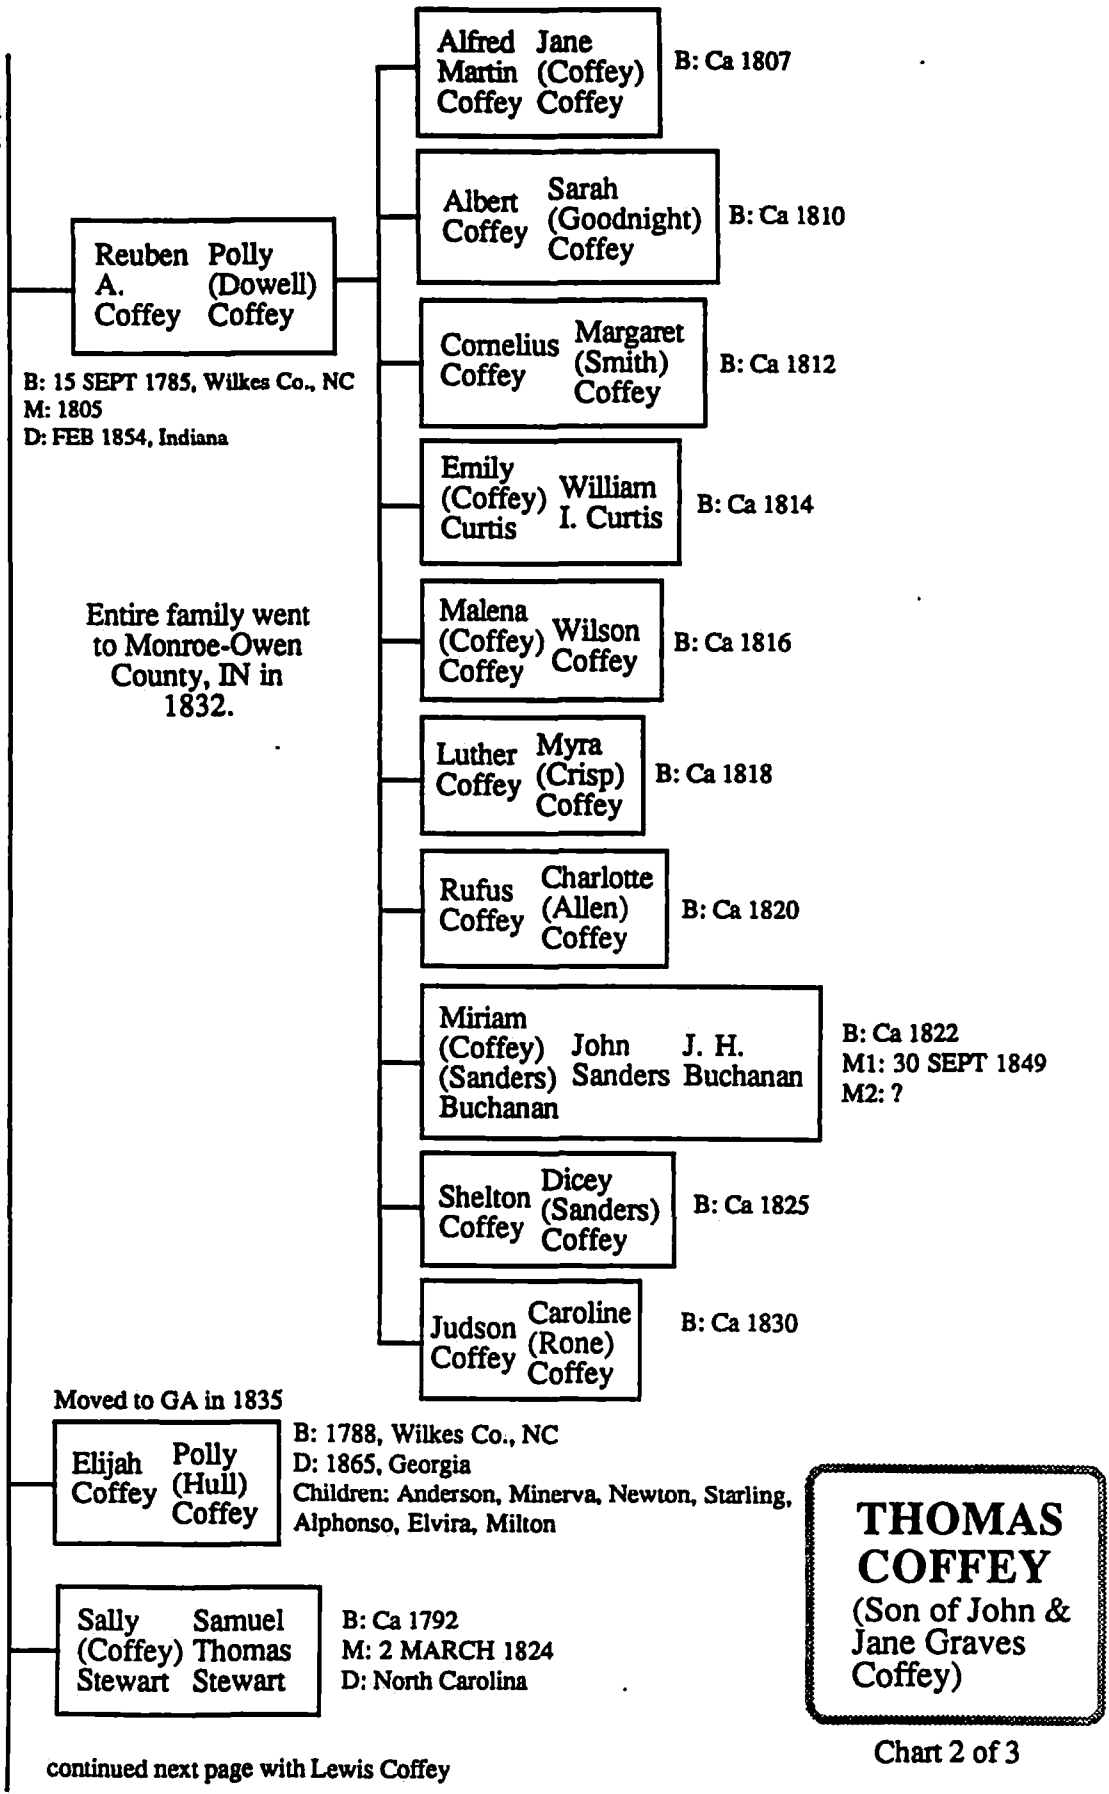 Alfred Jane
Martin (Coffey)
Coffey Coffey
B: Ca 1807
Albert Sarah
Coffey (Goodnight)
Coffey
B: Ca 1810
Reuben Polly
A. (Dowell)
Coffey Coffey
B: 15 SEPT 1785, Wilkes Co., NC
M: 1805
D: FEB 1854, Indiana
Cornelius Margaret
Coffey (Smith)
Coffey
B: Ca 1812
Emily
(Coffey) William
Curtis I. Curtis
B: Ca 1814
Entire family went
to Monroe-Owen
County, IN in
1832.
Malena
(Coffey) Wilson
Coffey Coffey
B: Ca 1816
Luther Myra
Coffey (Crisp)
Coffey
B: Ca 1818
Rufus Charlotte
Coffey (Allen)
Coffey
B: Ca 1820
Miriam
(Coffey) John J. H.
(Sanders) Sanders Buchanan
Buchanan
B: Ca 1822
M1: 30 SEPT 1849
M2: ?
Shelton Dicey
Coffey (Sanders)
Coffey
B: Ca 1825
Judson Caroline
Coffey (Rone)
Coffey
B: Ca 1830
Moved to GA in 1835
Elijah Polly
Coffey (Hull)
Coffey
B: 1788, Wilkes Co., NC
D: 1865, Georgia
Children: Anderson, Minerva, Newton, Starling,
Alphonso, Elvira, Milton
Sally Samuel
(Coffey) Thomas
Stewart Stewart
B: Ca 1792
M: 2 MARCH 1824
D: North Carolina
THOMAS
COFFEY
(Son of John &
Jane Graves
Coffey)
Chart 2 of 3
continued next page with Lewis Coffey